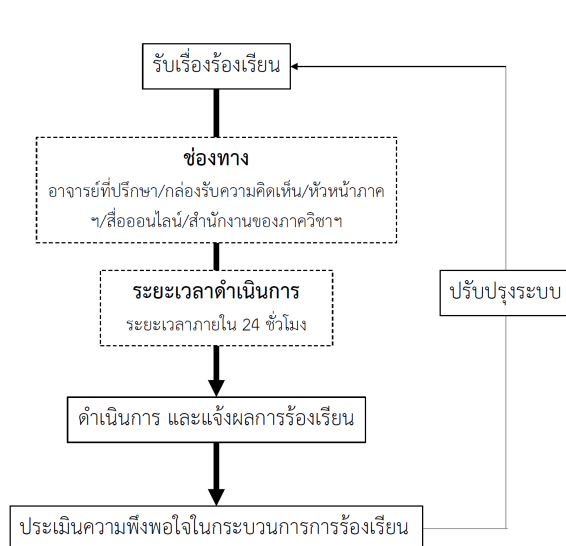 รับเรื่องร้องเรียน
ช่องทาง
อาจารย์ที่ปรึกษา/กล่องรับความคิดเห็น/หัวหน้าภาค
ฯ/สื่อออนไลน์/สำนักงานของภาควิชาฯ
ระยะเวลาดำเนินการ
ระยะเวลาภายใน 24 ชั่วโมง
ปรับปรุงระบบ
ดำเนินการ และแจ้งผลการร้องเรียน
ประเมินความพึงพอใจในกระบวนการการร้องเรียน